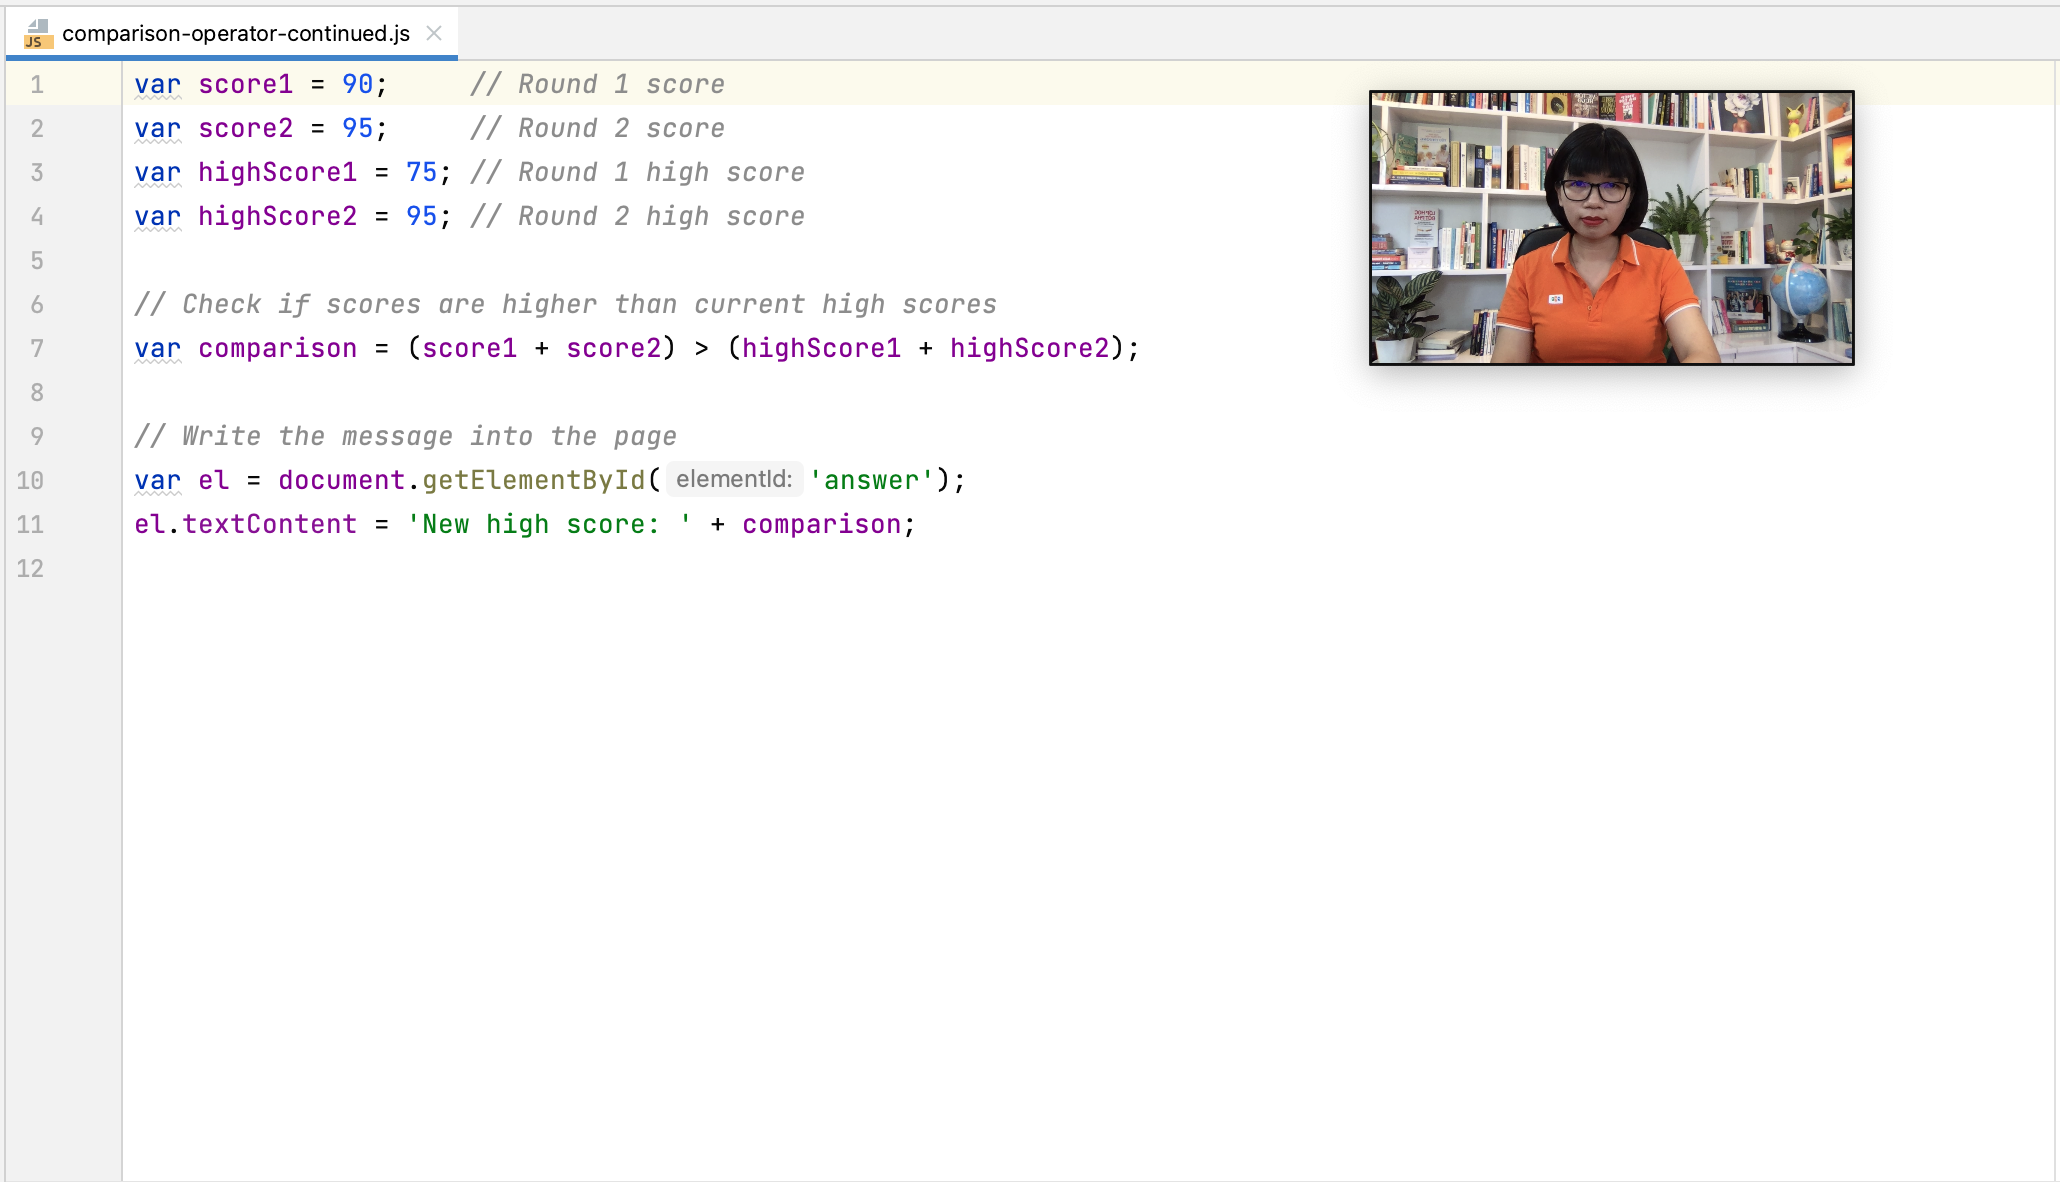 comparison-operator-continued.js
1 var score1 = 90; // Round 1 score
2 var score2 = 95; // Round 2 score
3 var highScore1 = 75; // Round 1 high score
4 var highScore2 = 95; // Round 2 high score
5
6 // Check if scores are higher than current high scores
7 var comparison = (score1 + score2) > (highScore1 + highScore2);
8
9 // Write the message into the page
10 var el = document.getElementById( elementId: 'answer');
11 el.textContent = 'New high score: ' + comparison;
12